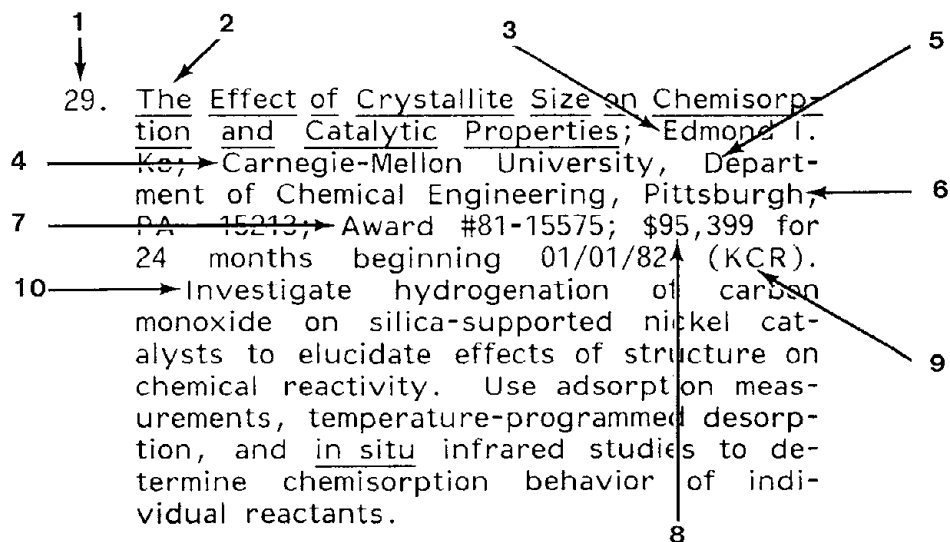 1 2 3 5
29. The Effect of Crystallite Size on Chemisorp-
tion and Catalytic Properties; Edmond I.
4 Ko; Carnegie-Mellon University, Depart-
ment of Chemical Engineering, Pittsburgh, 6
7 PA 15213; Award #81-15575; $95,399 for
24 months beginning 01/01/82 (KCR).
10 Investigate hydrogenation of carbon
monoxide on silica-supported nickel cat-
alysts to elucidate effects of structure on 9
chemical reactivity. Use adsorption meas-
urements, temperature-programmed desorp-
tion, and in situ infrared studies to de-
termine chemisorption behavior of indi-
vidual reactants.
8